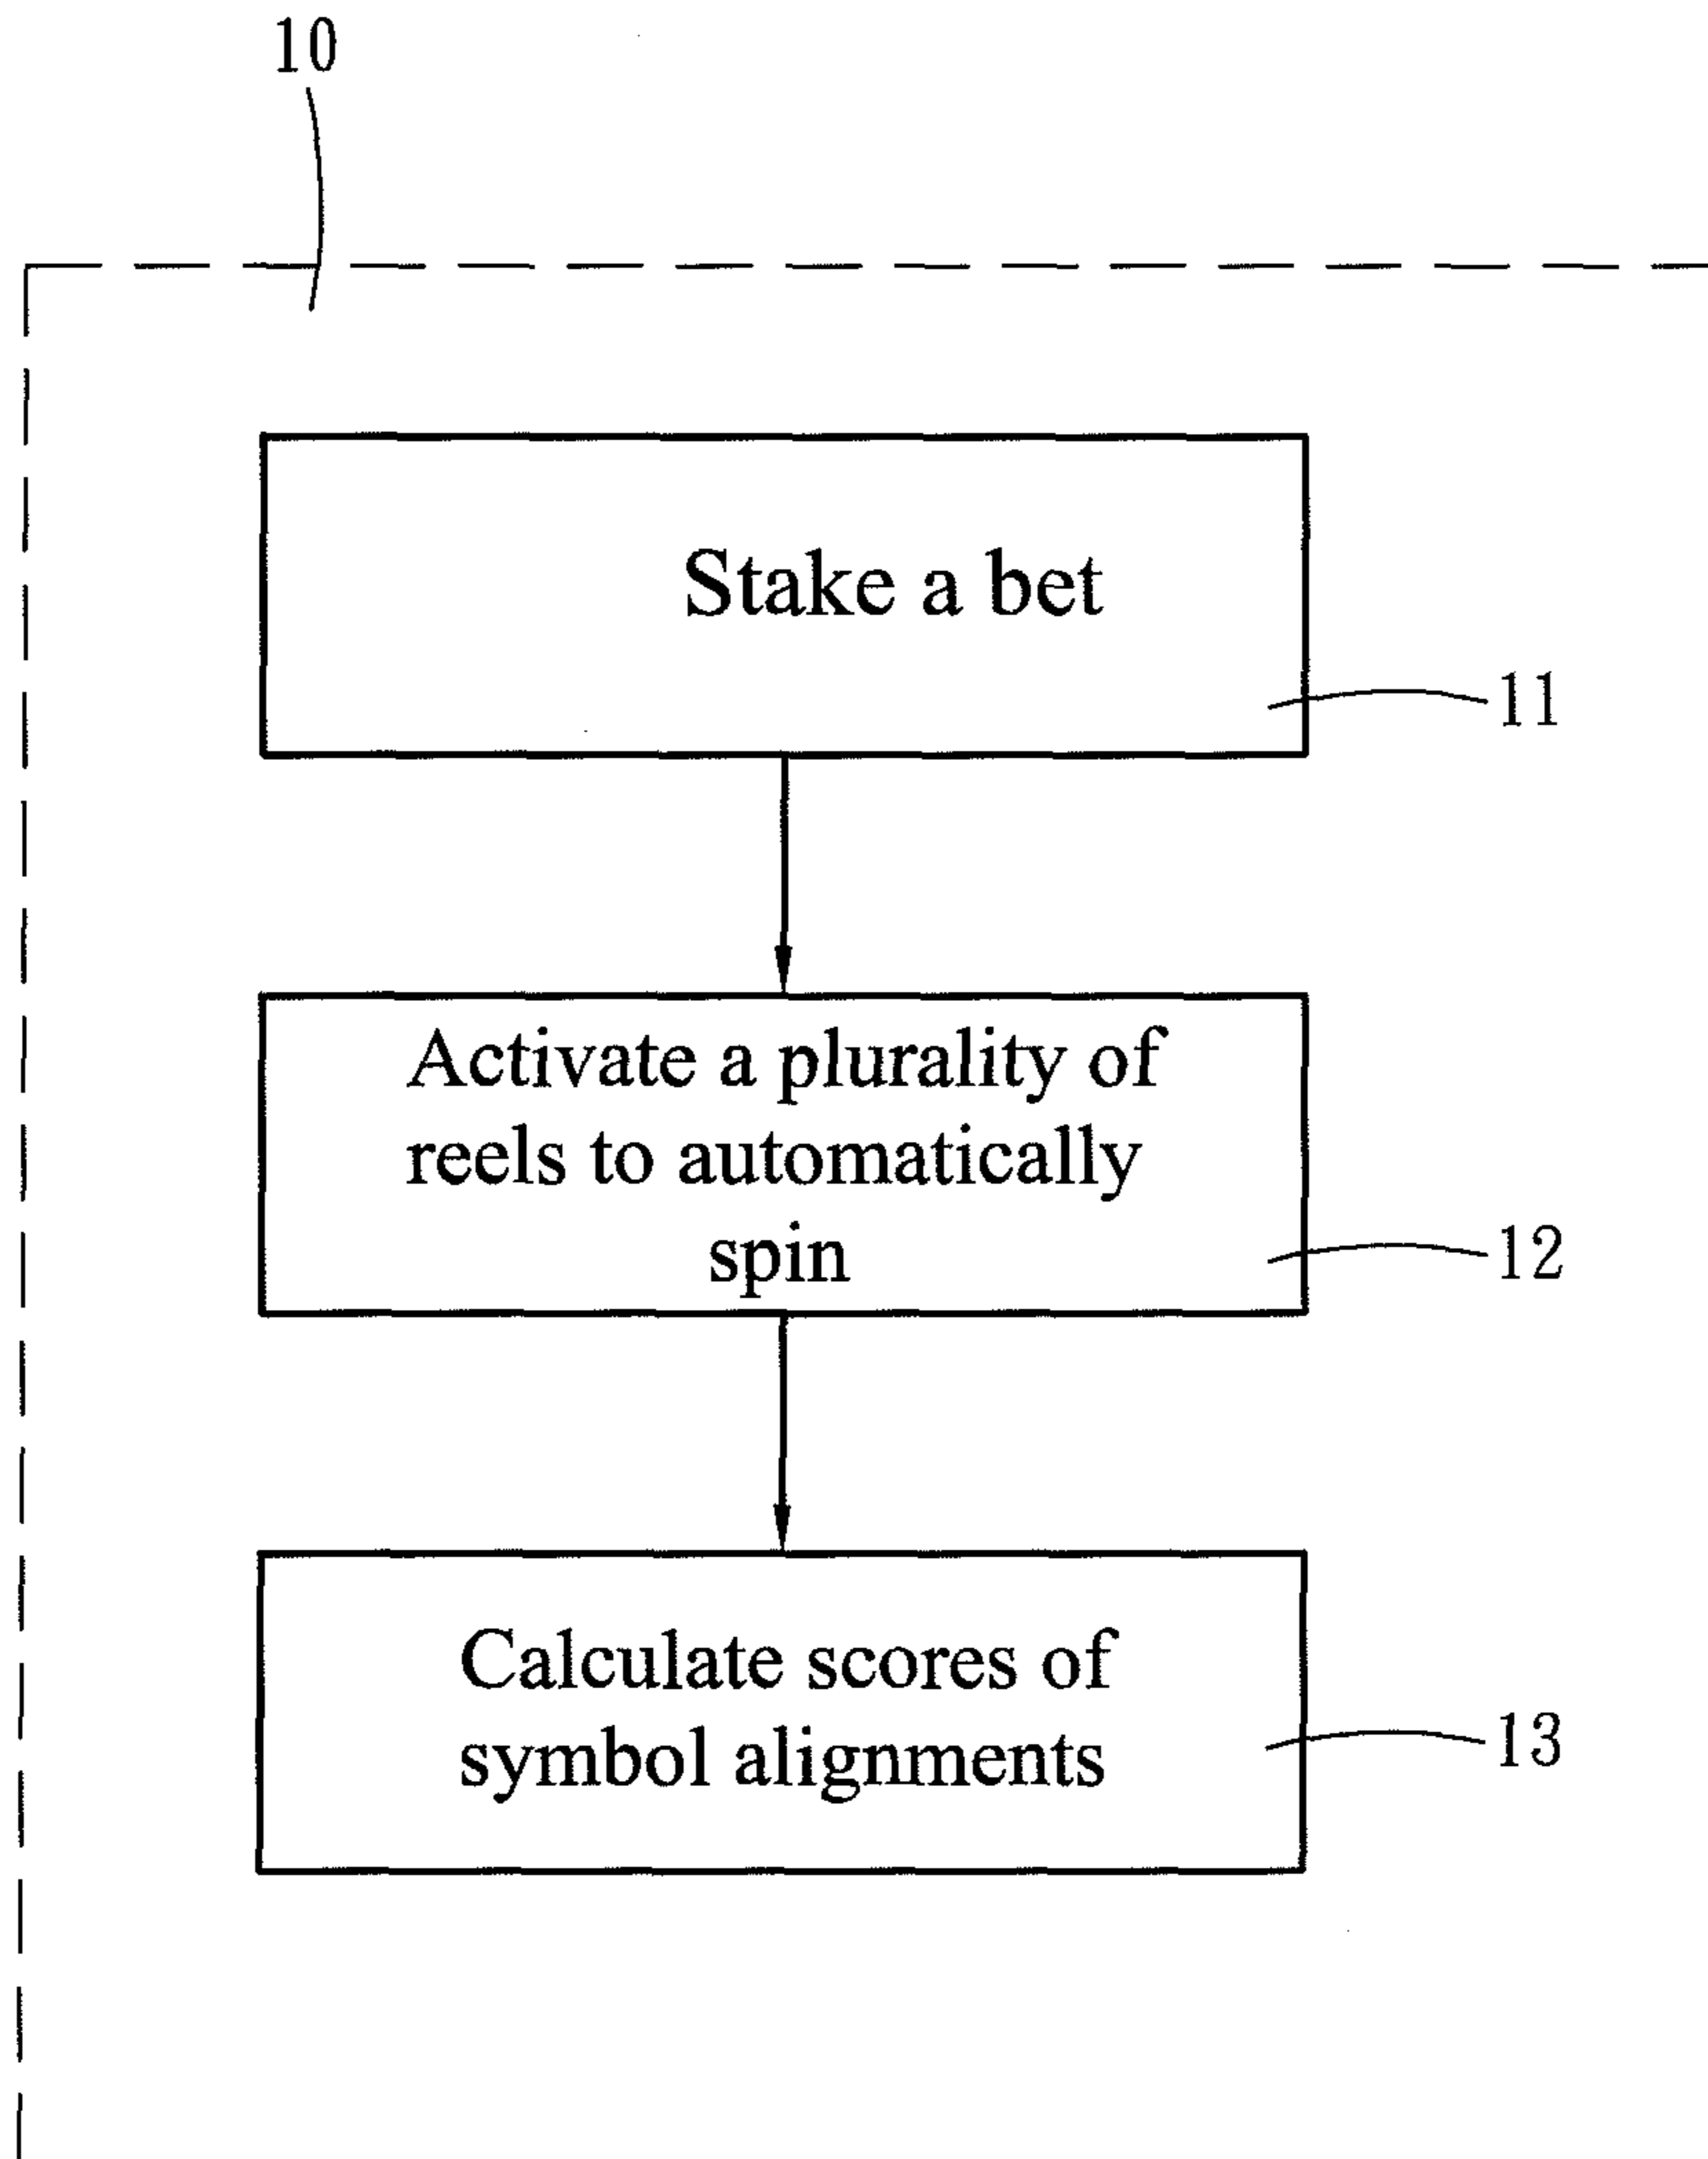 10
Stake a bet
11
Activate a plurality of
reels to automatically
spin
12
Calculate scores of
symbol alignments
13